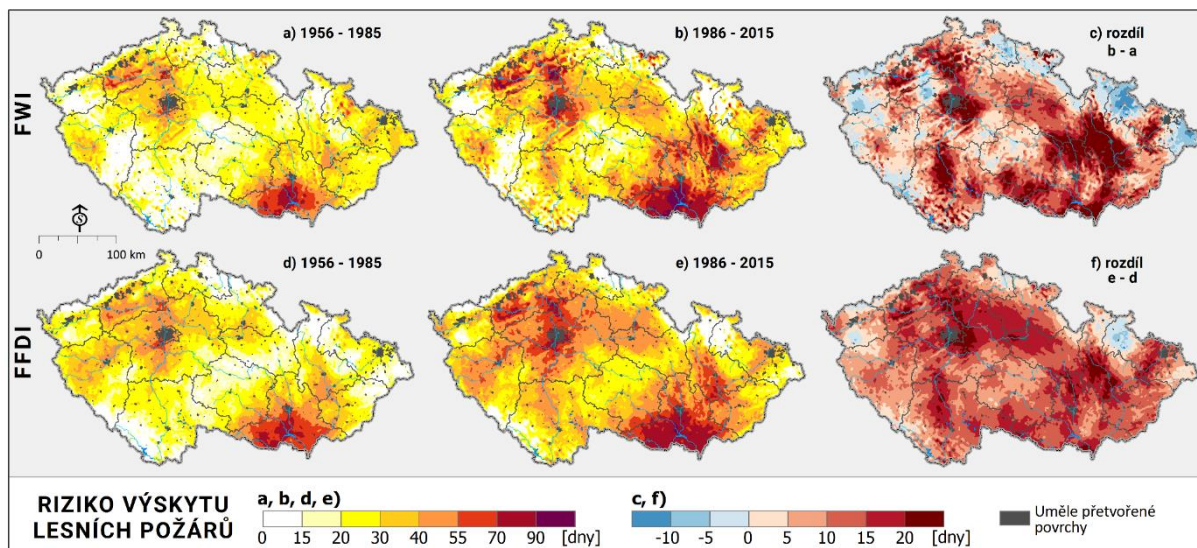 a) 1956 - 1985
b) 1986 - 2015
c) rozdíl
b - a
FWI
S
0 100 km
d) 1956 - 1985
e) 1986 - 2015
f) rozdíl
e - d
FFDI
RIZIKO VÝSKYTU
LESNÍCH POŽÁRŮ
a, b, d, e)
0 15 20 30 40 55 70 90 [dny]
c, f)
-10 -5 0 5 10 15 20 [dny]
Uměle přetvořené
povrchy